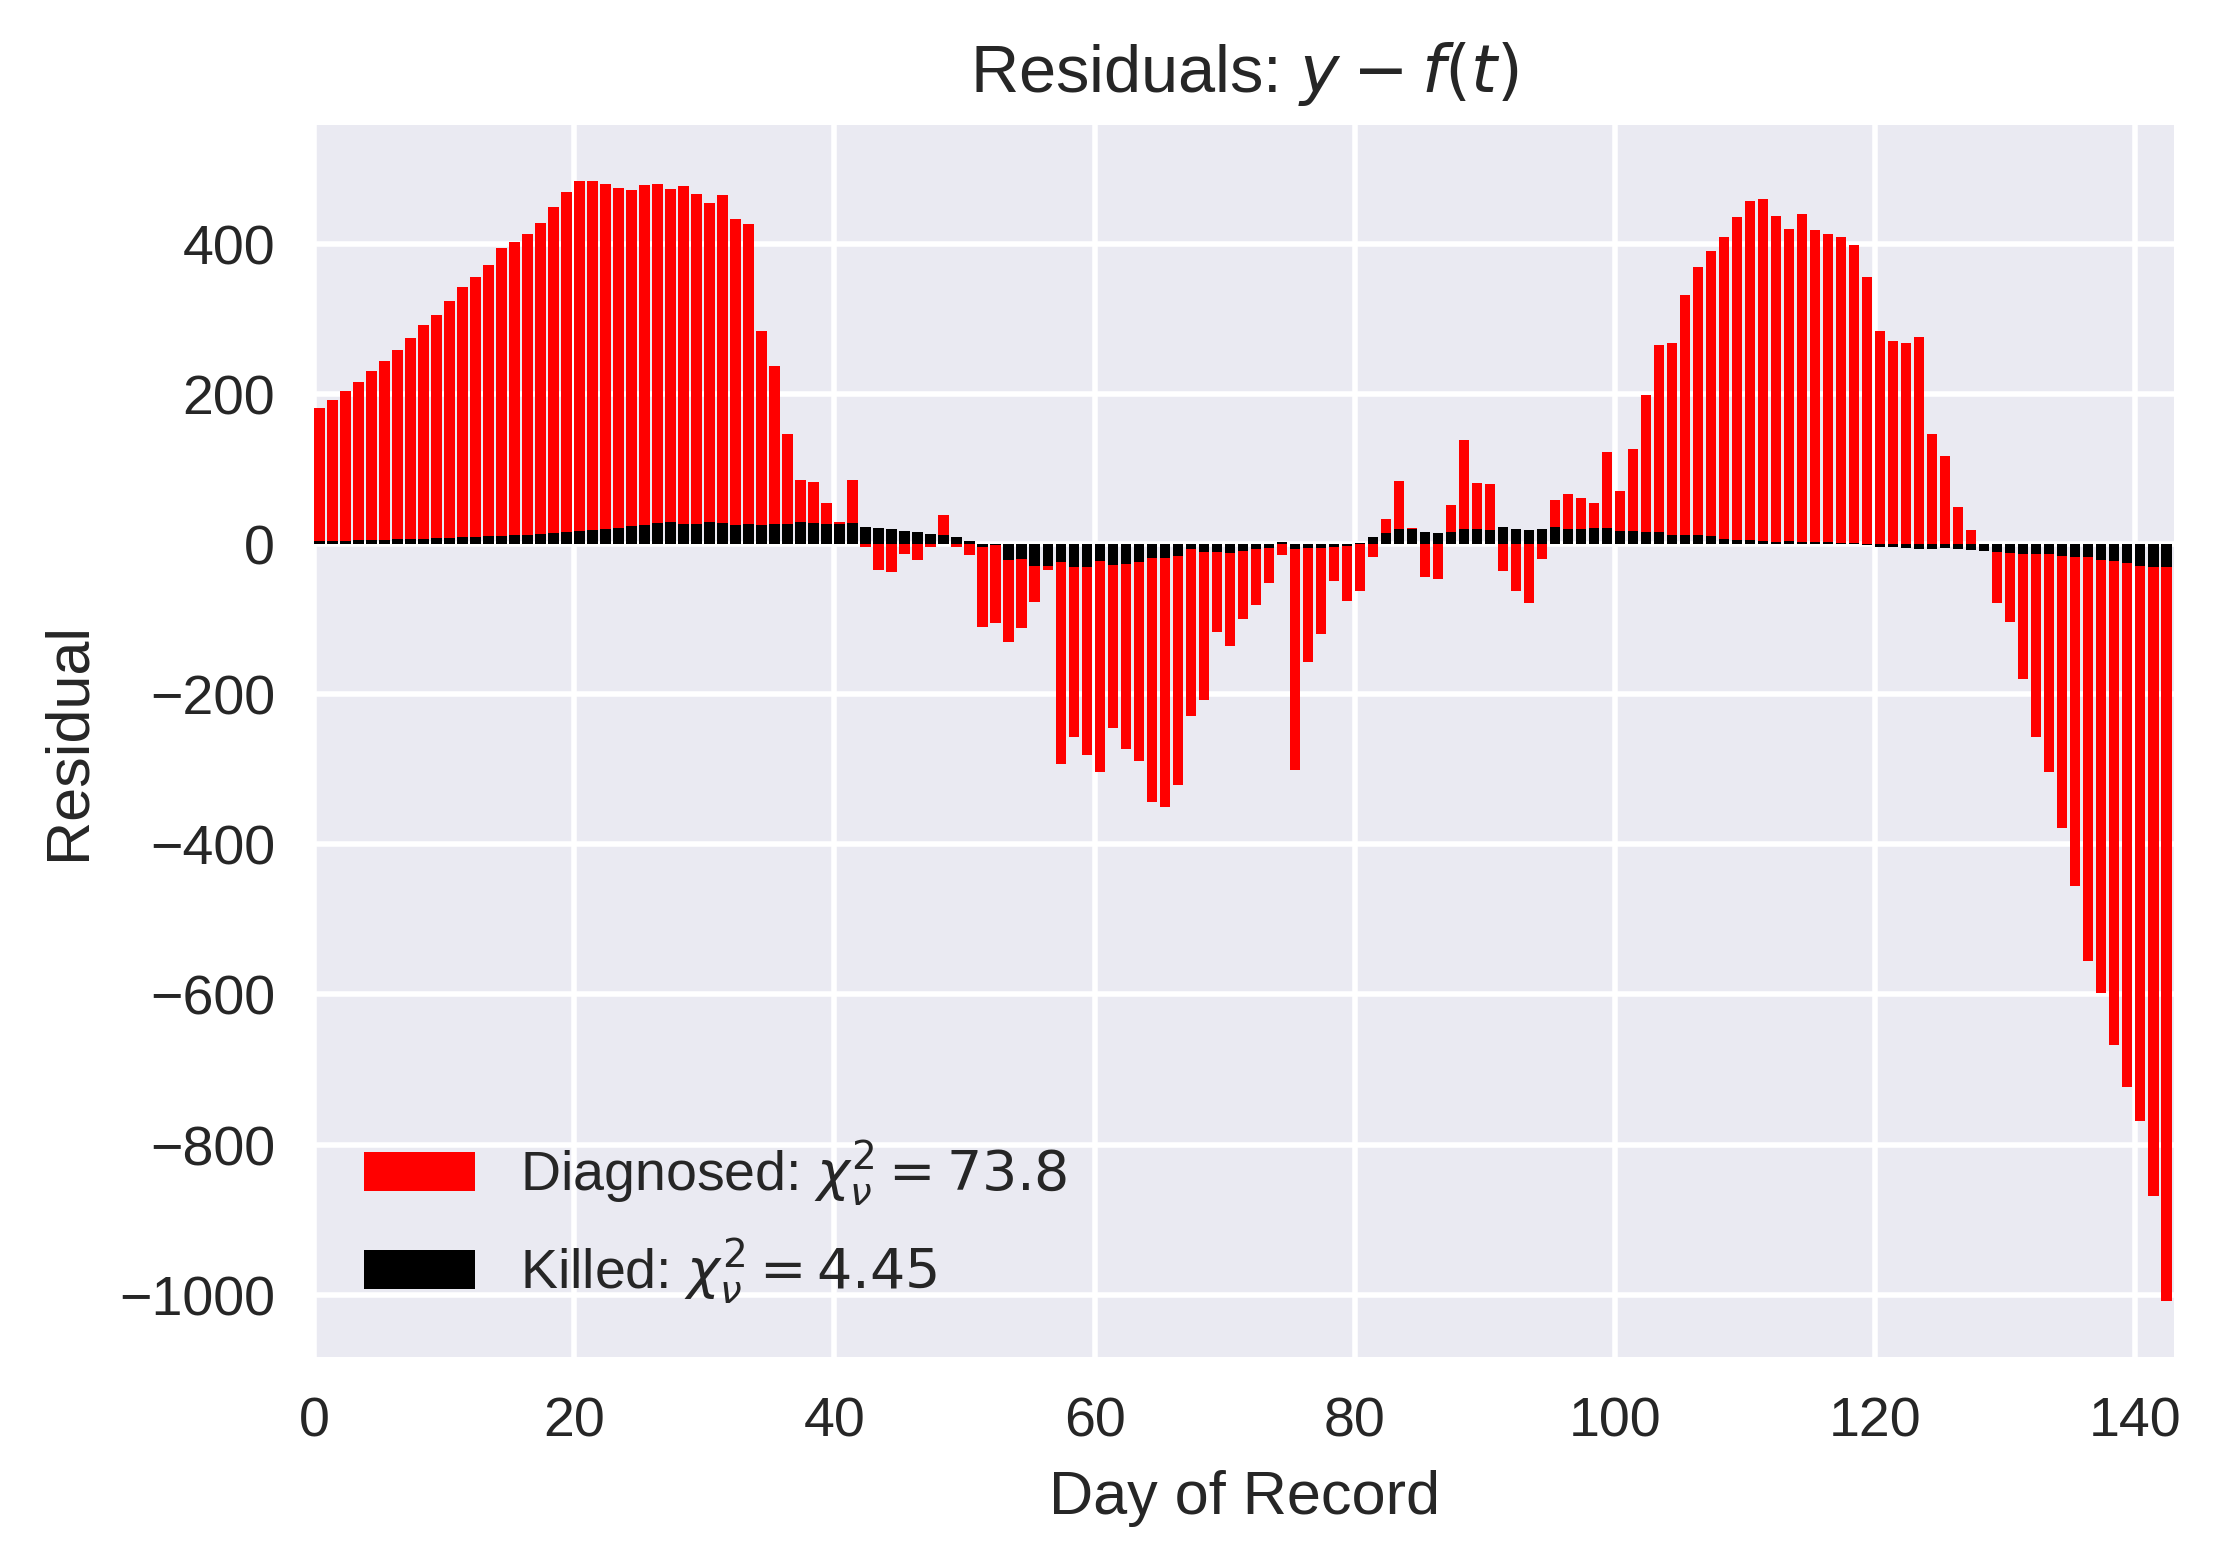 Residuals: y − f(t)
400
200
0
−200
−400
−600
−800
−1000
Residual
Diagnosed: χ²ᵥ = 73.8
Killed: χ²ᵥ = 4.45
0 20 40 60 80 100 120 140
Day of Record